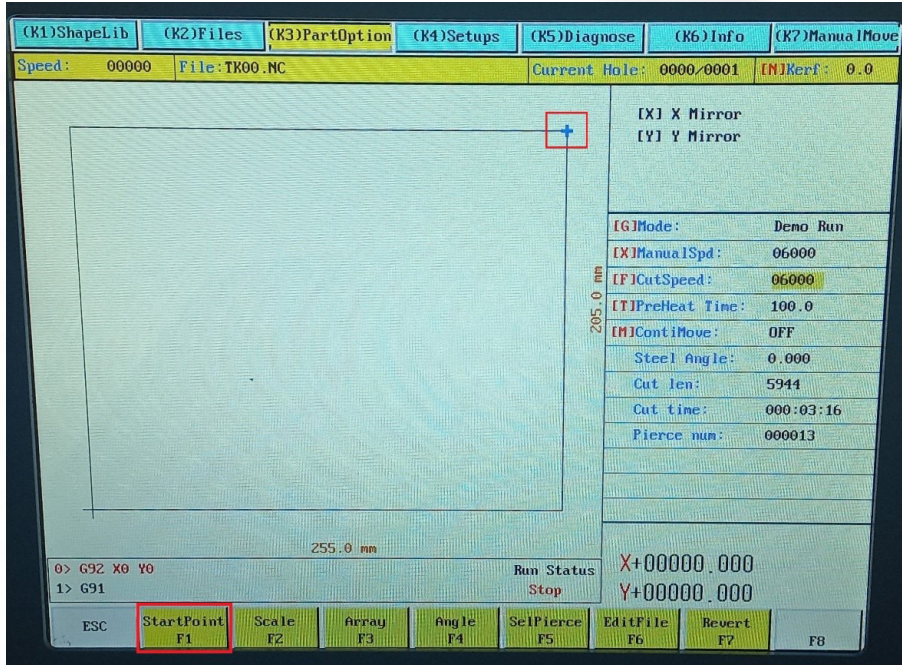 (K1)ShapeLib (K2)Files (K3)PartOption (K4)Setups (K5)Diagnose (K6)Info (K7)ManualMove
Speed: 00000 File:TK00.NC Current Hole: 0000/0001 [N]Kerf: 0.0
[X] X Mirror
[Y] Y Mirror
[G]Mode: Demo Run
[X]ManualSpd: 06000
[F]CutSpeed: 06000
[T]PreHeat Time: 100.0
[M]ContiMove: OFF
Steel Angle: 0.000
Cut len: 5944
Cut time: 000:03:16
Pierce num: 000013
205.0 mm
255.0 mm
0> G92 X0 Y0 Run Status
1> G91 Stop
X+00000.000
Y+00000.000
ESC StartPoint Scale Array Angle SelPierce EditFile Revert
F1 F2 F3 F4 F5 F6 F7 F8